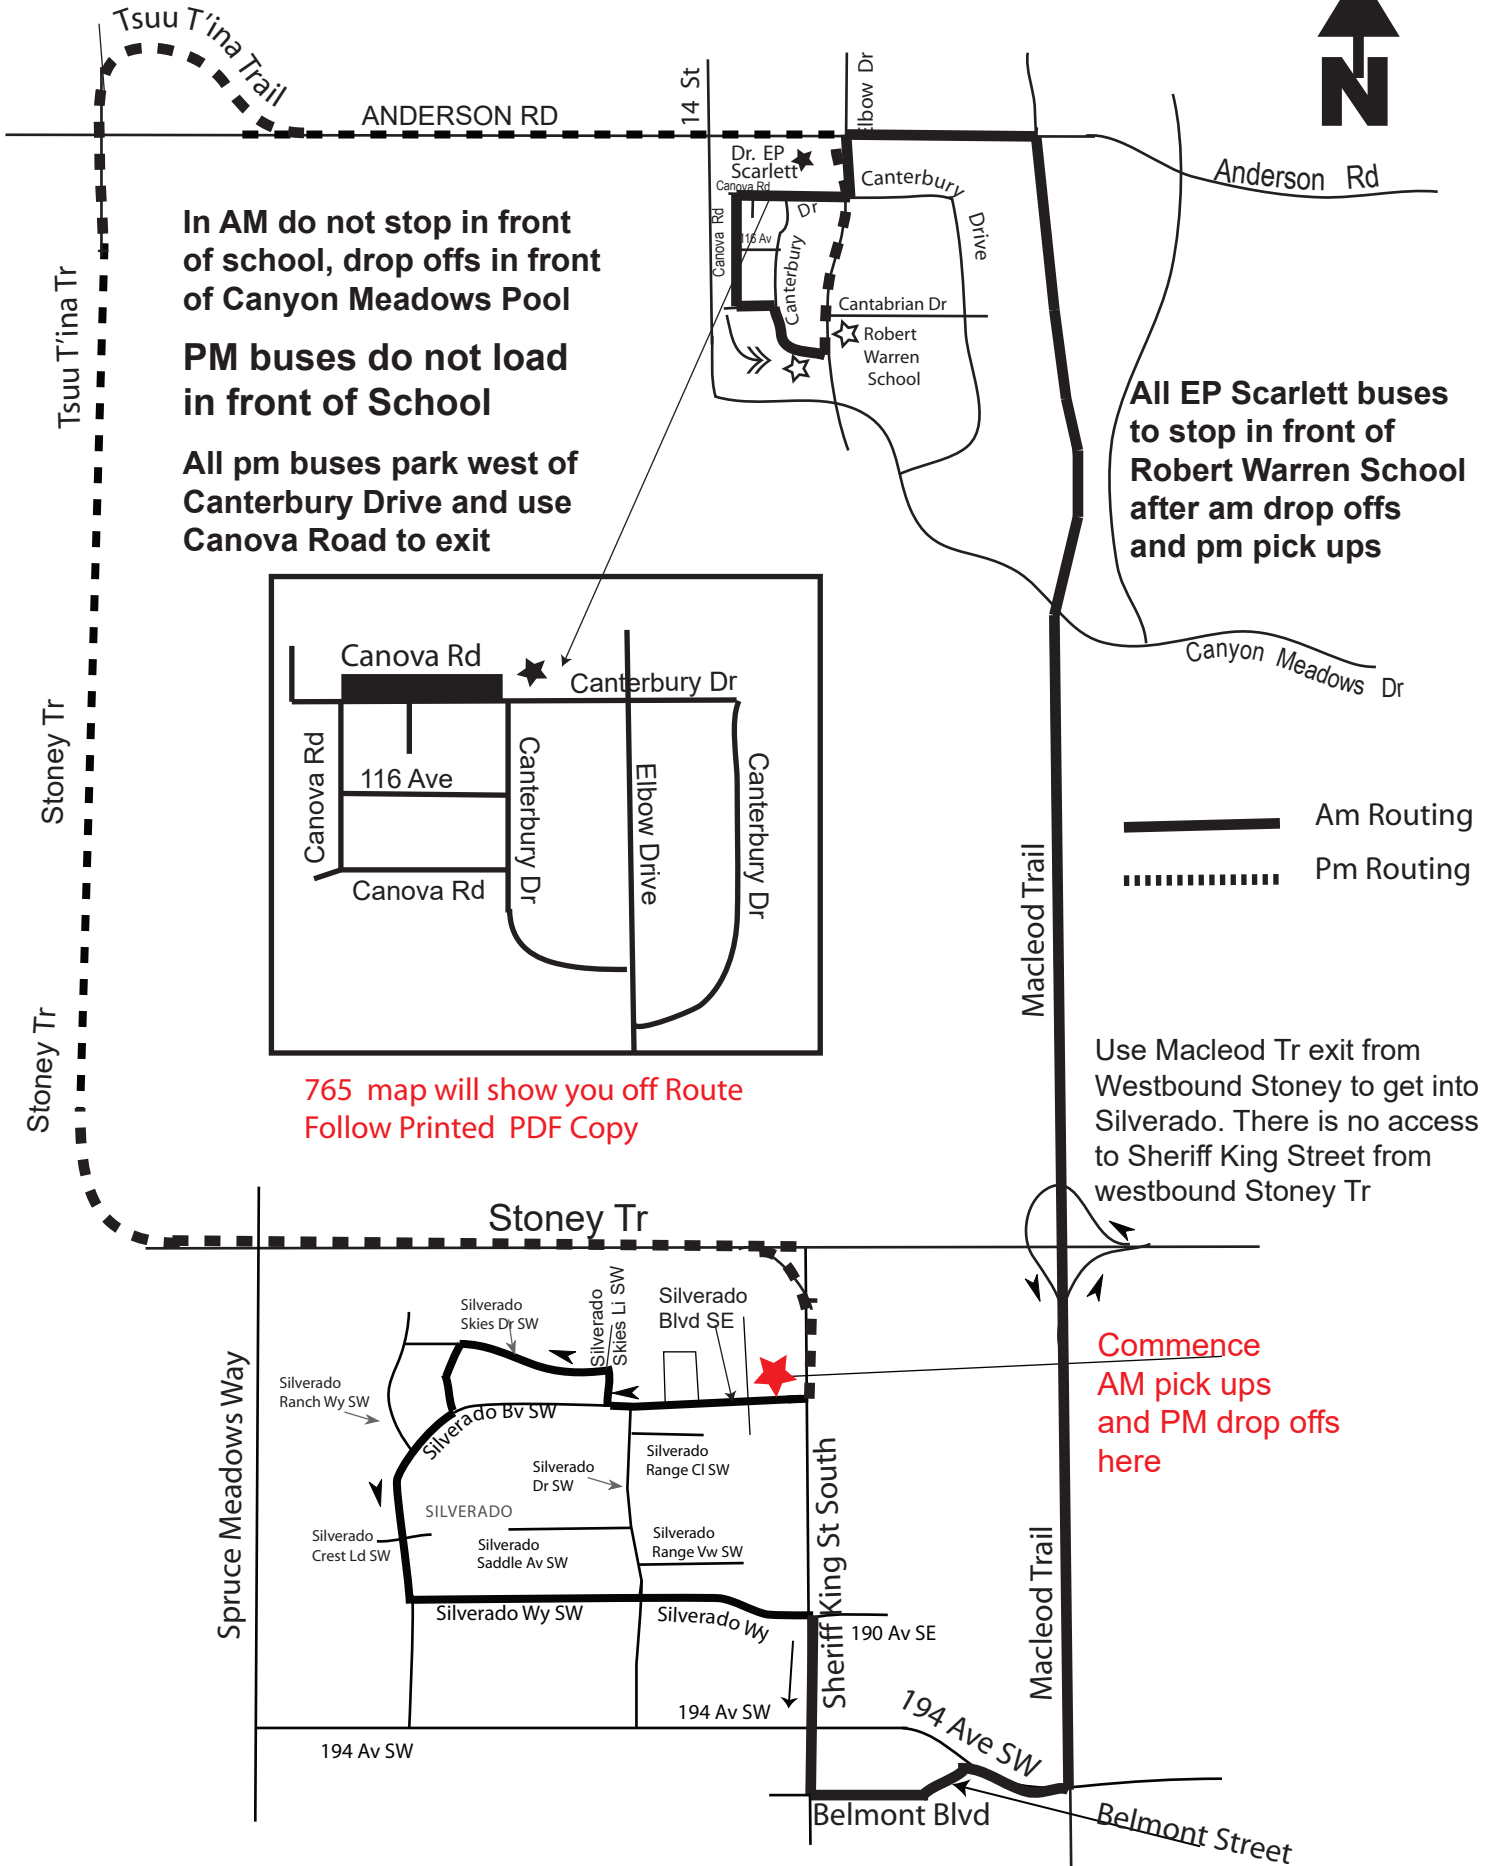 Tsuu T'ina Trail
ANDERSON RD
14 St
Elbow Dr
N
Anderson Rd
Dr. EP
Scarlett
Canova Rd
Canterbury
Drive
Dr
Canova Rd
116 Av
Canterbury
Cantabrian Dr
Robert
Warren
School
In AM do not stop in front
of school, drop offs in front
of Canyon Meadows Pool
PM buses do not load
in front of School
All pm buses park west of
Canterbury Drive and use
Canova Road to exit
Tsuu T'ina Tr
All EP Scarlett buses
to stop in front of
Robert Warren School
after am drop offs
and pm pick ups
Canyon Meadows Dr
Canova Rd
Canterbury Dr
Canova Rd
116 Ave
Canterbury Dr
Elbow Drive
Canterbury Dr
Canova Rd
Stoney Tr
Am Routing
Pm Routing
Macleod Trail
Stoney Tr
765 map will show you off Route
Follow Printed PDF Copy
Use Macleod Tr exit from
Westbound Stoney to get into
Silverado. There is no access
to Sheriff King Street from
westbound Stoney Tr
Stoney Tr
Silverado
Skies Dr SW
Silverado
Skies Li SW
Silverado
Blvd SE
Commence
AM pick ups
and PM drop offs
here
Silverado
Ranch Wy SW
Silverado Bv SW
Spruce Meadows Way
Silverado
Range Cl SW
Silverado
Dr SW
SILVERADO
Silverado
Crest Ld SW
Silverado
Saddle Av SW
Silverado
Range Vw SW
Sheriff King St South
Macleod Trail
Silverado Wy SW
Silverado Wy
190 Av SE
194 Av SW
194 Av SW
194 Ave SW
Belmont Blvd
Belmont Street